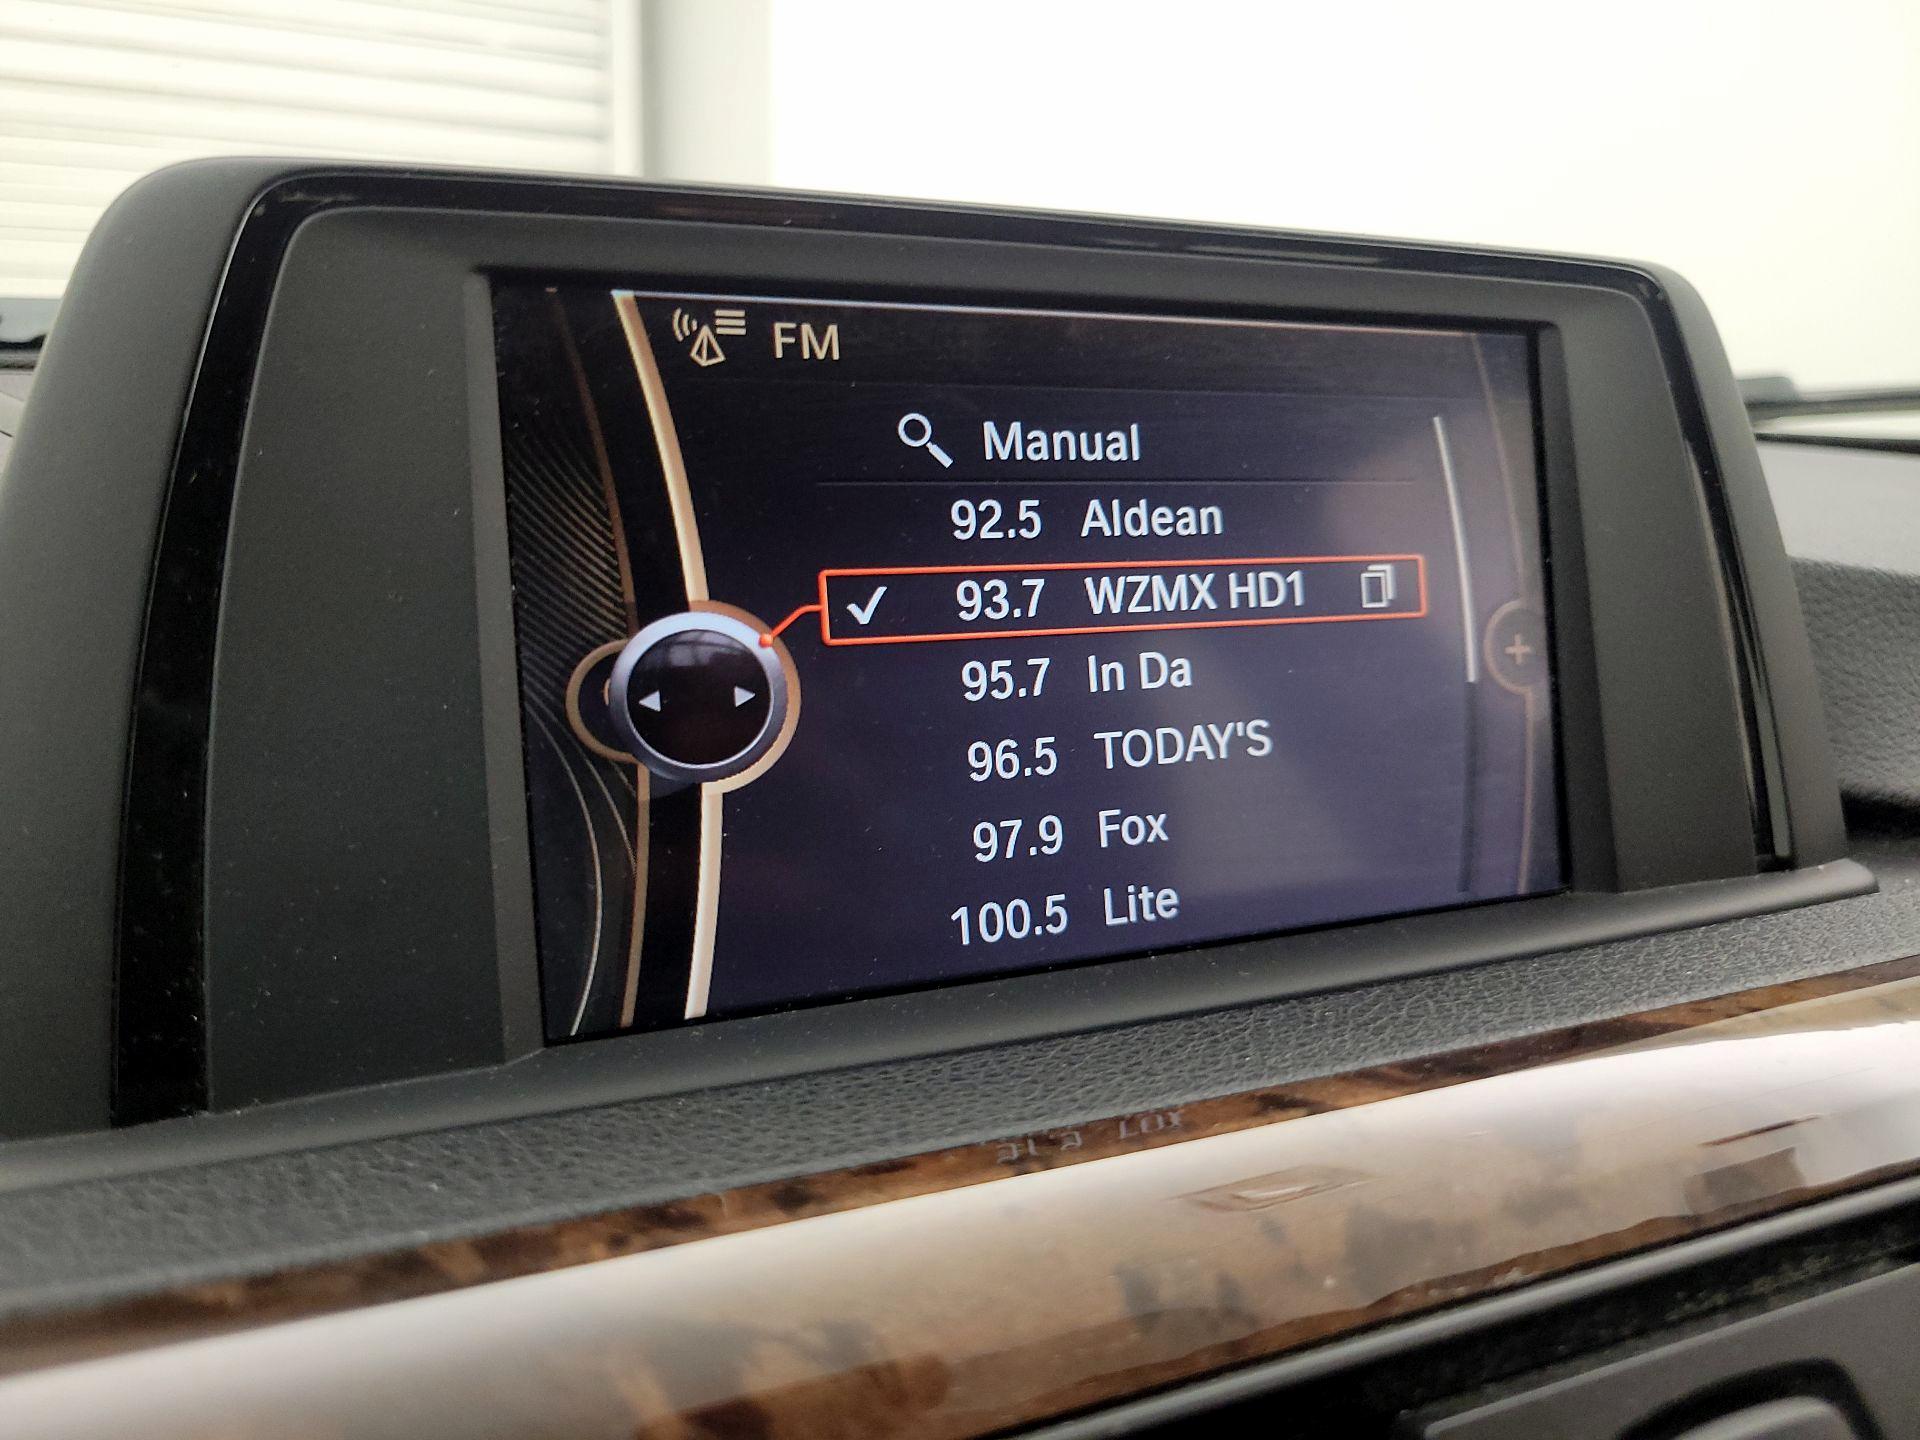 FM
Manual
92.5 Aldean
93.7 WZMX HD1
95.7 In Da
96.5 TODAY'S
97.9 Fox
100.5 Lite